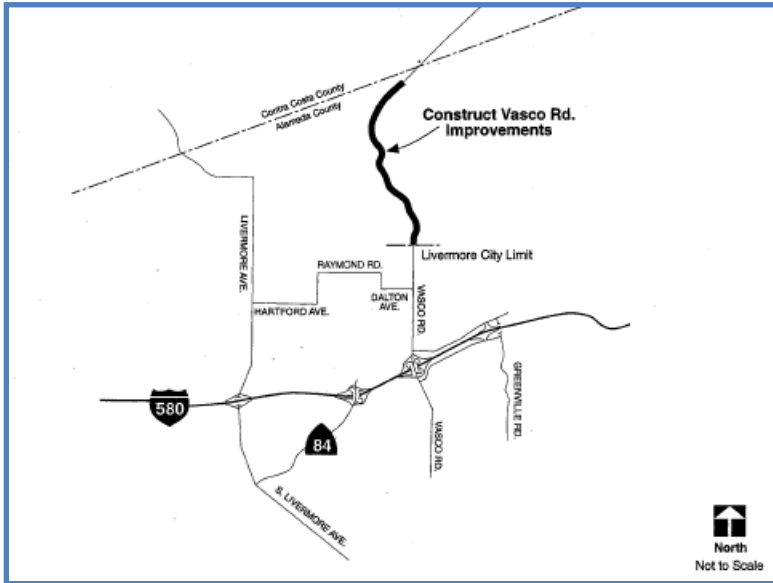 Contra Costa County
Alameda County
Construct Vasco Rd.
Improvements
Livermore City Limit
LIVERMORE AVE.
RAYMOND RD.
HARTFORD AVE.
DALTON
AVE.
VASCO RD.
580
84
VASCO RD.
GREENVILLE RD.
S. LIVERMORE AVE.
North
Not to Scale